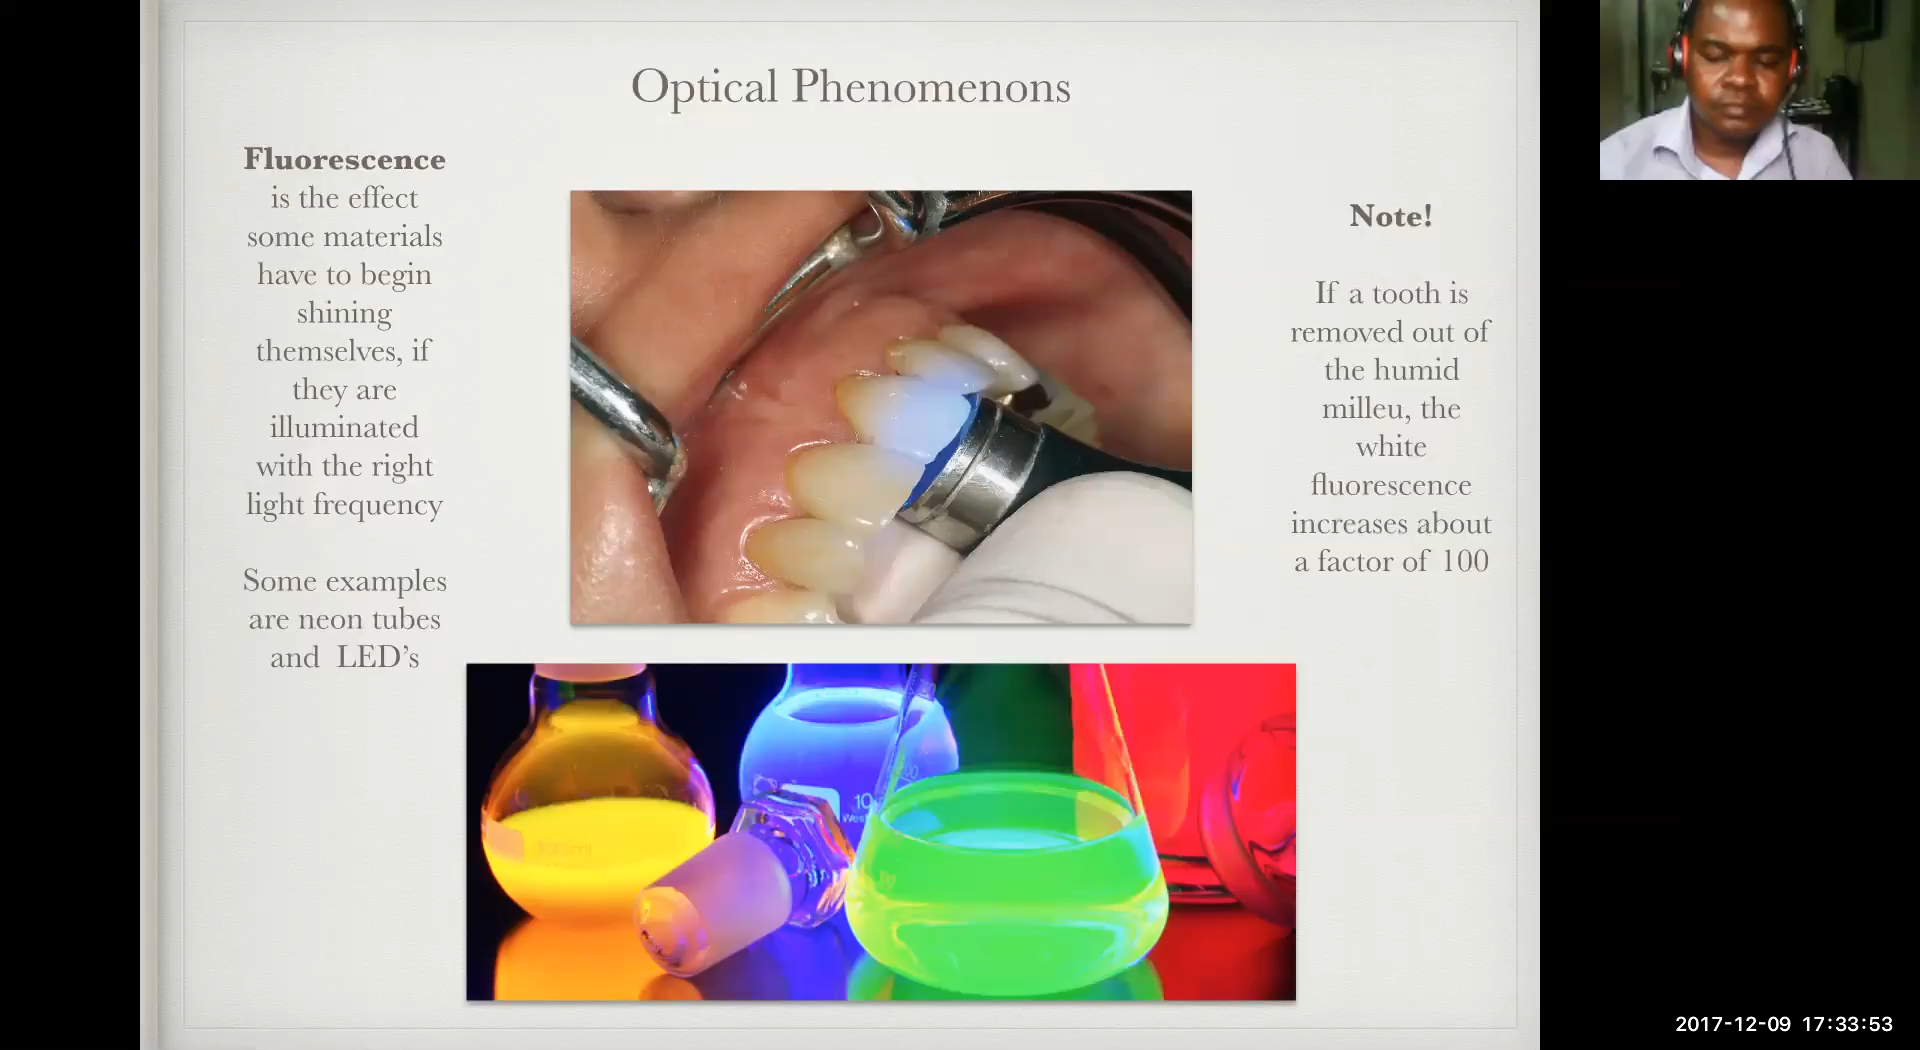 Optical Phenomenons
Fluorescence
is the effect
some materials
have to begin
shining
themselves, if
they are
illuminated
with the right
light frequency
Some examples
are neon tubes
and LED’s
Note!
If a tooth is
removed out of
the humid
milleu, the
white
fluorescence
increases about
a factor of 100
2017-12-09 17:33:53